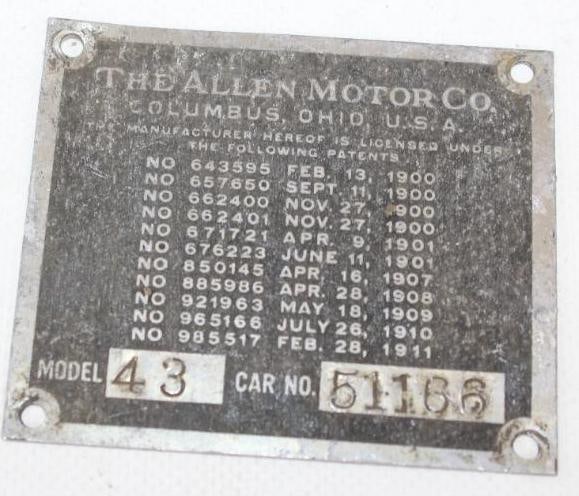 THE ALLEN MOTOR CO.
COLUMBUS, OHIO, U.S.A.
MANUFACTURER HEREOF IS LICENSED UNDER
THE FOLLOWING PATENTS
NO 643595 FEB. 13, 1900
NO 657650 SEPT. 11, 1900
NO 662400 NOV. 27, 1900
NO 662401 NOV. 27, 1900
NO 671721 APR. 9, 1901
NO 676223 JUNE 11, 1901
NO 850145 APR. 16, 1907
NO 885986 APR. 28, 1908
NO 921963 MAY 18, 1909
NO 965166 JULY 26, 1910
NO 985517 FEB. 28, 1911
MODEL 43 CAR NO. 51166